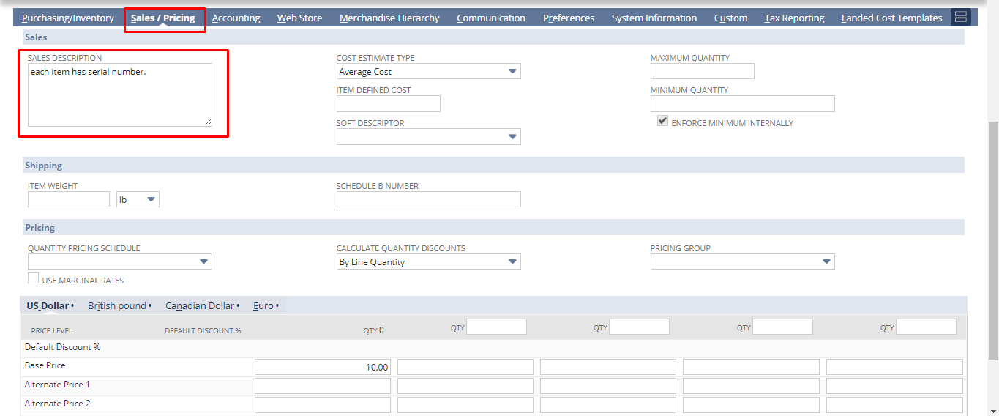 Purchasing/Inventory Sales / Pricing Accounting Web Store Merchandise Hierarchy Communication Preferences System Information Custom Tax Reporting Landed Cost Templates
Sales
SALES DESCRIPTION
each item has serial number.
COST ESTIMATE TYPE
Average Cost
ITEM DEFINED COST
SOFT DESCRIPTOR
MAXIMUM QUANTITY
MINIMUM QUANTITY
ENFORCE MINIMUM INTERNALLY
Shipping
ITEM WEIGHT
lb
SCHEDULE B NUMBER
Pricing
QUANTITY PRICING SCHEDULE
USE MARGINAL RATES
CALCULATE QUANTITY DISCOUNTS
By Line Quantity
PRICING GROUP
US Dollar • British pound • Canadian Dollar • Euro •
PRICE LEVEL DEFAULT DISCOUNT % QTY 0 QTY QTY QTY QTY
Default Discount %
Base Price 10.00
Alternate Price 1
Alternate Price 2